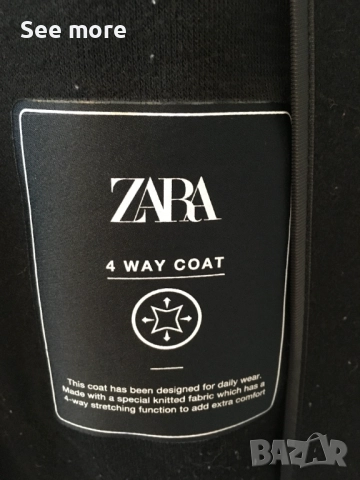 See more
ZARA
4 WAY COAT
This coat has been designed for daily wear.
Made with a special knitted fabric which has a
4-way stretching function to add extra comfort
BAZAR